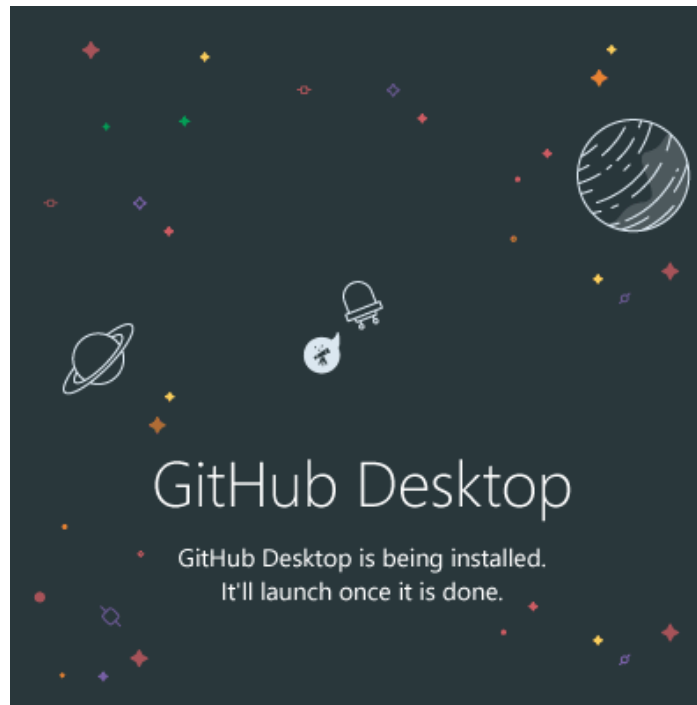 GitHub Desktop
GitHub Desktop is being installed.
It'll launch once it is done.